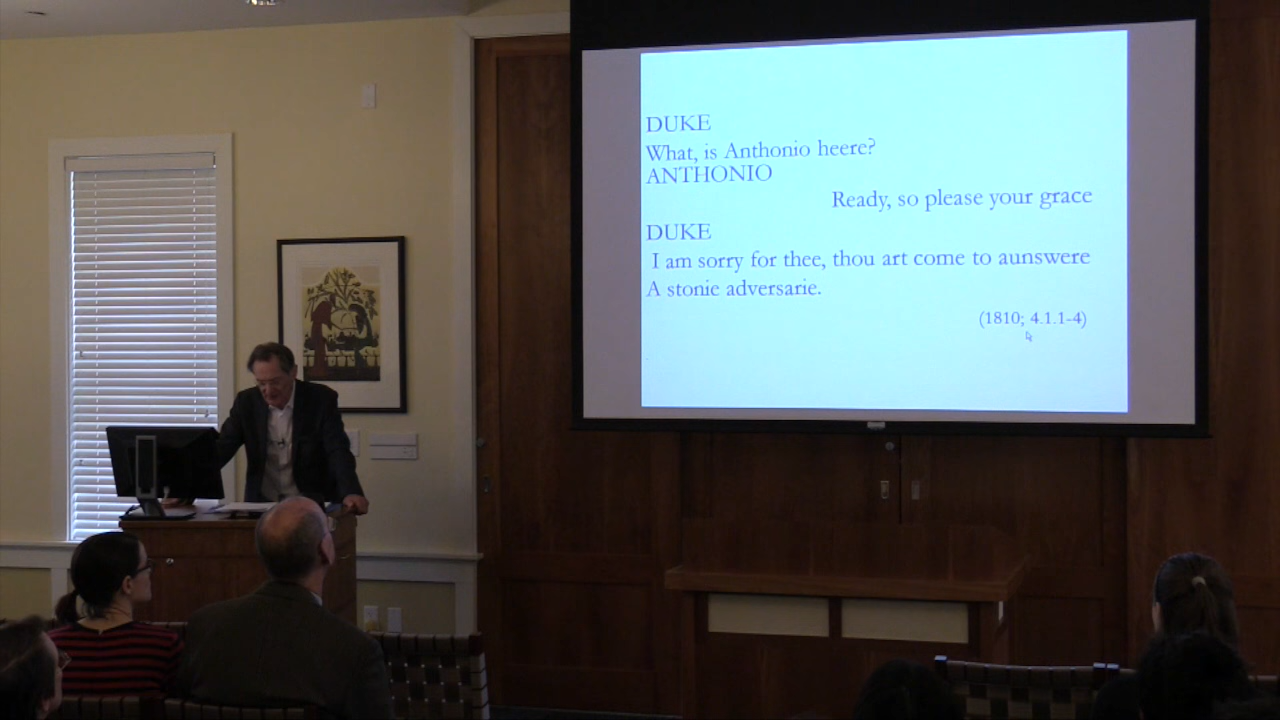 DUKE
What, is Anthonio heere?
ANTHONIO
Ready, so please your grace
DUKE
I am sorry for thee, thou art come to aunswere
A stonie adversarie.
(1810; 4.1.1-4)